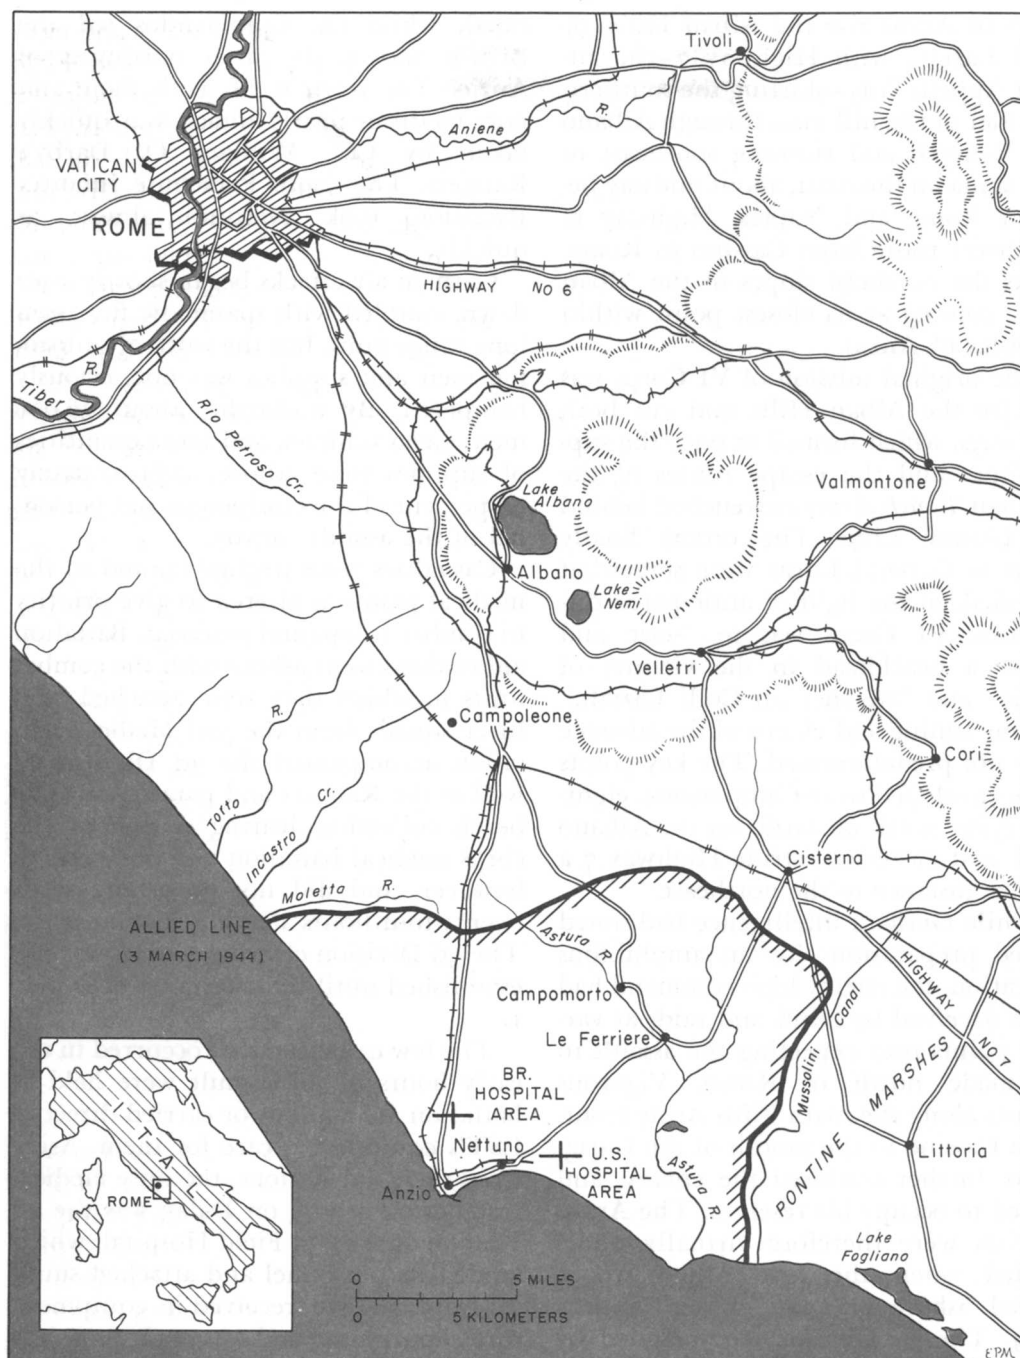 Tivoli
Aniene
R.
VATICAN
CITY
ROME
HIGHWAY NO 6
R.
Tiber
Rio Petroso Cr.
Valmontone
Lake
Albano
Albano
Lake
Nemi
Velletri
Campoleone
Cori
R.
Totto
Cr.
Incastro
Moletta R.
Cisterna
ALLIED LINE
(3 MARCH 1944)
Astura
R.
Campomorto
Le Ferriere
Canal
Mussolini
HIGHWAY NO 7
PONTINE MARSHES
BR.
HOSPITAL
AREA
Nettuno
U.S.
HOSPITAL
AREA
Anzio
Astura R.
Littoria
Lake
Fogliano
ITALY
ROME
0 5 MILES
0 5 KILOMETERS
EPM